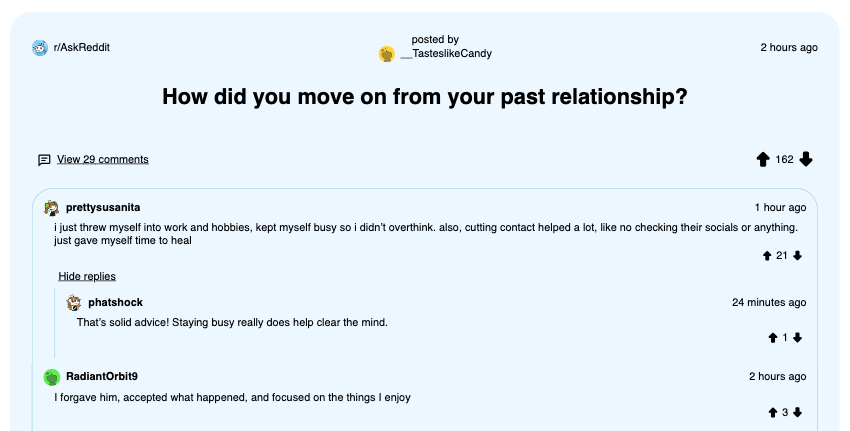 r/AskReddit
posted by
__TasteslikeCandy
2 hours ago
How did you move on from your past relationship?
View 29 comments
162
prettysusanita
1 hour ago
i just threw myself into work and hobbies, kept myself busy so i didn't overthink. also, cutting contact helped a lot, like no checking their socials or anything.
just gave myself time to heal
21
Hide replies
phatshock
24 minutes ago
That's solid advice! Staying busy really does help clear the mind.
1
RadiantOrbit9
2 hours ago
I forgave him, accepted what happened, and focused on the things I enjoy
3